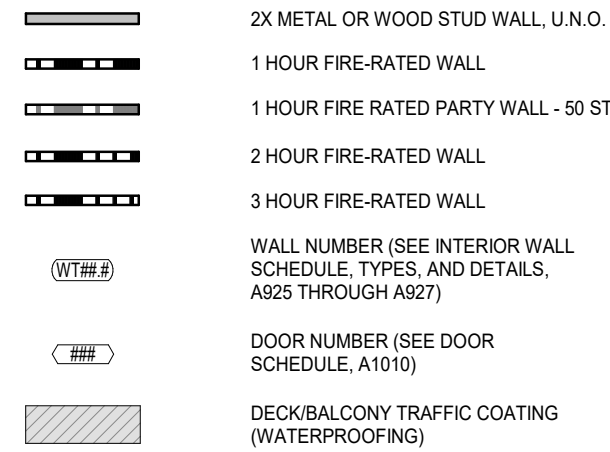 2X METAL OR WOOD STUD WALL, U.N.O.
1 HOUR FIRE-RATED WALL
1 HOUR FIRE RATED PARTY WALL - 50 ST
2 HOUR FIRE-RATED WALL
3 HOUR FIRE-RATED WALL
WT##.#
WALL NUMBER (SEE INTERIOR WALL
SCHEDULE, TYPES, AND DETAILS,
A925 THROUGH A927)
###
DOOR NUMBER (SEE DOOR
SCHEDULE, A1010)
DECK/BALCONY TRAFFIC COATING
(WATERPROOFING)